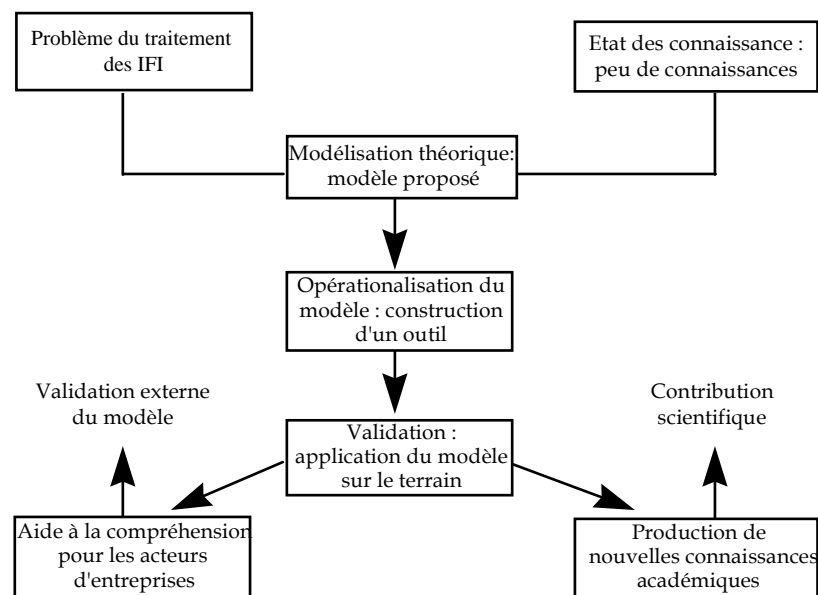 Problème du traitement
des IFI
Etat des connaissance :
peu de connaissances
Modélisation théorique:
modèle proposé
Opérationalisation du
modèle : construction
d'un outil
Validation externe
du modèle
Contribution
scientifique
Validation :
application du modèle
sur le terrain
Aide à la compréhension
pour les acteurs
d'entreprises
Production de
nouvelles connaissances
académiques